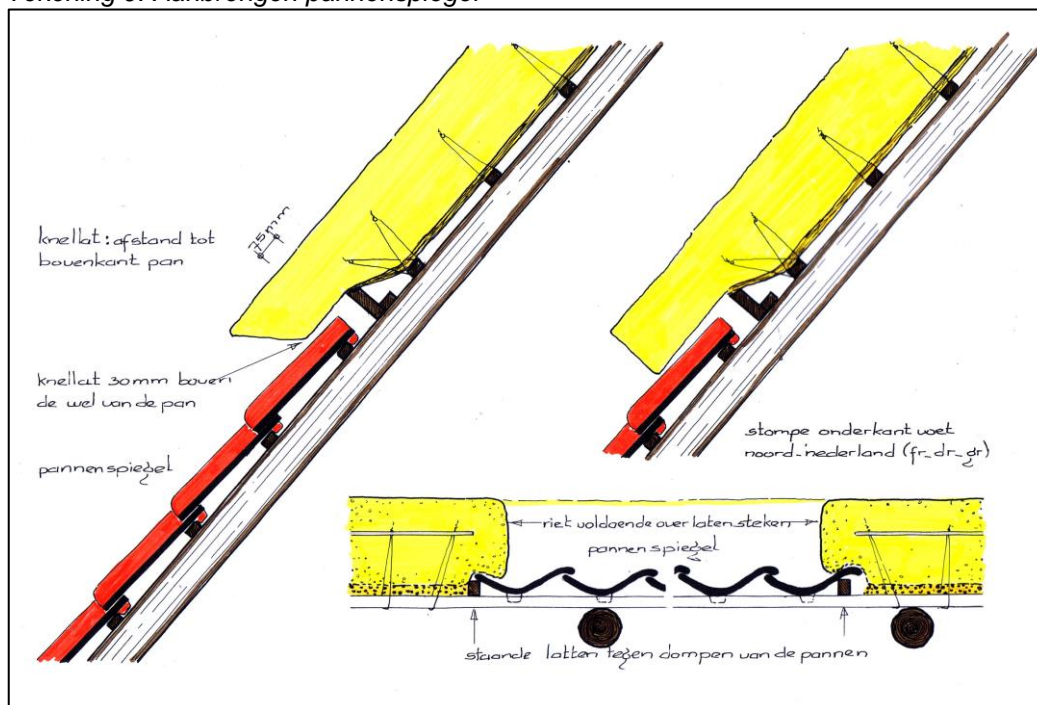 Tekening 3: Aanbrengen pannenspiegel
75mm
knellat: afstand tot
bovenkant pan
knellat 30mm boven
de wel van de pan
pannenspiegel
stompe onderkant voet
noord-nederland (fr-dr-gr)
riet voldoende over laten steken
pannenspiegel
staande latten tegen dompen van de pannen